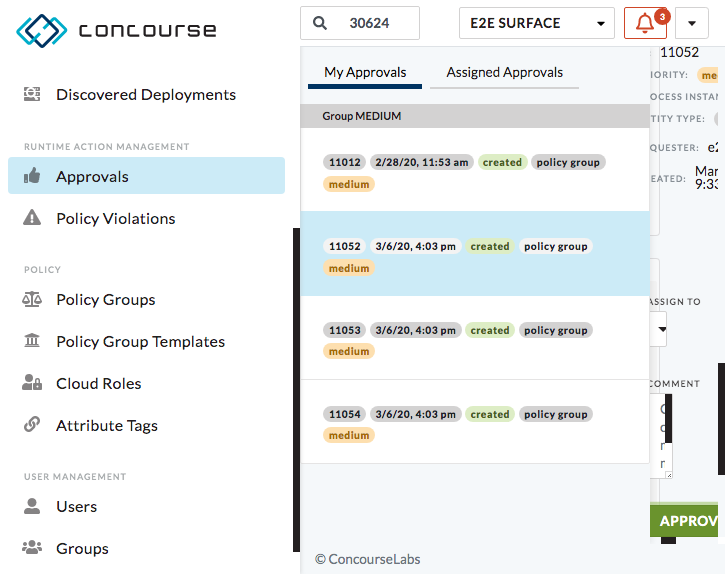 concourse
30624
E2E SURFACE
3
Discovered Deployments
RUNTIME ACTION MANAGEMENT
Approvals
Policy Violations
POLICY
Policy Groups
Policy Group Templates
Cloud Roles
Attribute Tags
USER MANAGEMENT
Users
Groups
My Approvals
Assigned Approvals
Group MEDIUM
11012 2/28/20, 11:53 am created policy group
medium
11052 3/6/20, 4:03 pm created policy group
medium
11053 3/6/20, 4:03 pm created policy group
medium
11054 3/6/20, 4:03 pm created policy group
medium
© ConcourseLabs
11052
IORITY: me
OCESS INSTAN
TITY TYPE:
QUESTER: e2
EATED: Mar
9:33
ASSIGN TO
COMMENT
APPROV